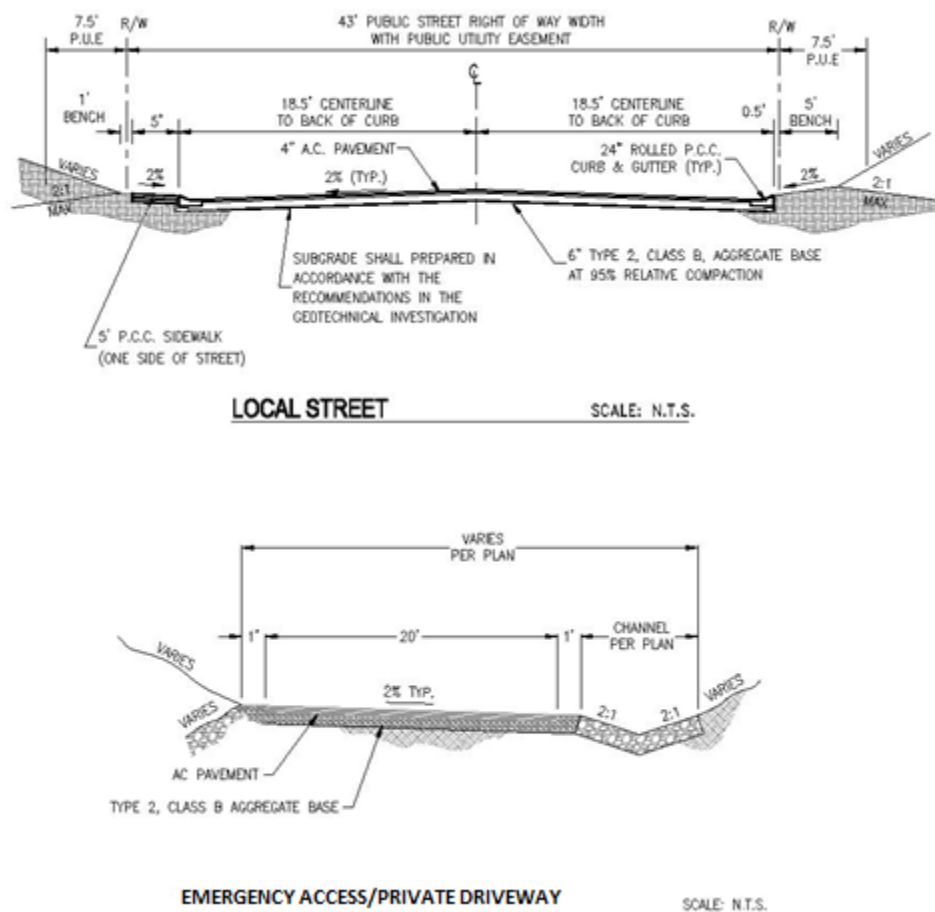 7.5'
P.U.E
R/W
43' PUBLIC STREET RIGHT OF WAY WIDTH
WITH PUBLIC UTILITY EASEMENT
R/W
7.5'
P.U.E
℄
1'
BENCH
5"
18.5' CENTERLINE
TO BACK OF CURB
18.5' CENTERLINE
TO BACK OF CURB
0.5'
5'
BENCH
4" A.C. PAVEMENT
24" ROLLED P.C.C.
CURB & GUTTER (TYP.)
VARIES
2%
2% (TYP.)
2%
VARIES
2:1
MAX
2:1
MAX
SUBGRADE SHALL PREPARED IN
ACCORDANCE WITH THE
RECOMMENDATIONS IN THE
GEOTECHNICAL INVESTIGATION
6" TYPE 2, CLASS B, AGGREGATE BASE
AT 95% RELATIVE COMPACTION
5' P.C.C. SIDEWALK
(ONE SIDE OF STREET)
LOCAL STREET
SCALE: N.T.S.
VARIES
PER PLAN
1"
20'
1'
CHANNEL
PER PLAN
VARIES
2% TYP.
VARIES
VARIES
2:1
2:1
AC PAVEMENT
TYPE 2, CLASS B AGGREGATE BASE
EMERGENCY ACCESS/PRIVATE DRIVEWAY
SCALE: N.T.S.